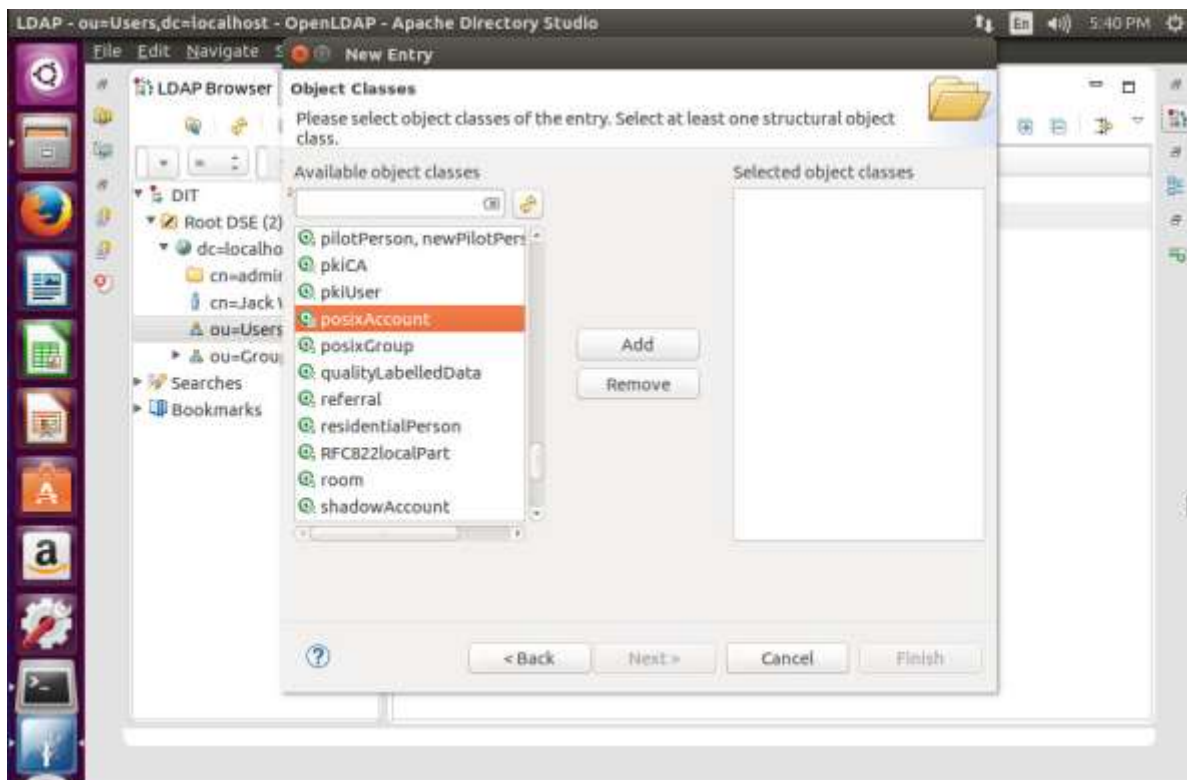 LDAP - ou=Users,dc=localhost - OpenLDAP - Apache Directory Studio
En
5:40 PM
File Edit Navigate
New Entry
LDAP Browser
Object Classes
Please select object classes of the entry. Select at least one structural object
class.
Available object classes
Selected object classes
DIT
Root DSE (2)
dc=localho
cn=admin
cn=Jack
ou=Users
ou=Grou
Searches
Bookmarks
pilotPerson, newPilotPers
pkiCA
pkiUser
posixAccount
posixGroup
qualityLabelledData
referral
residentialPerson
RFC822localPart
room
shadowAccount
Add
Remove
< Back
Next >
Cancel
Finish